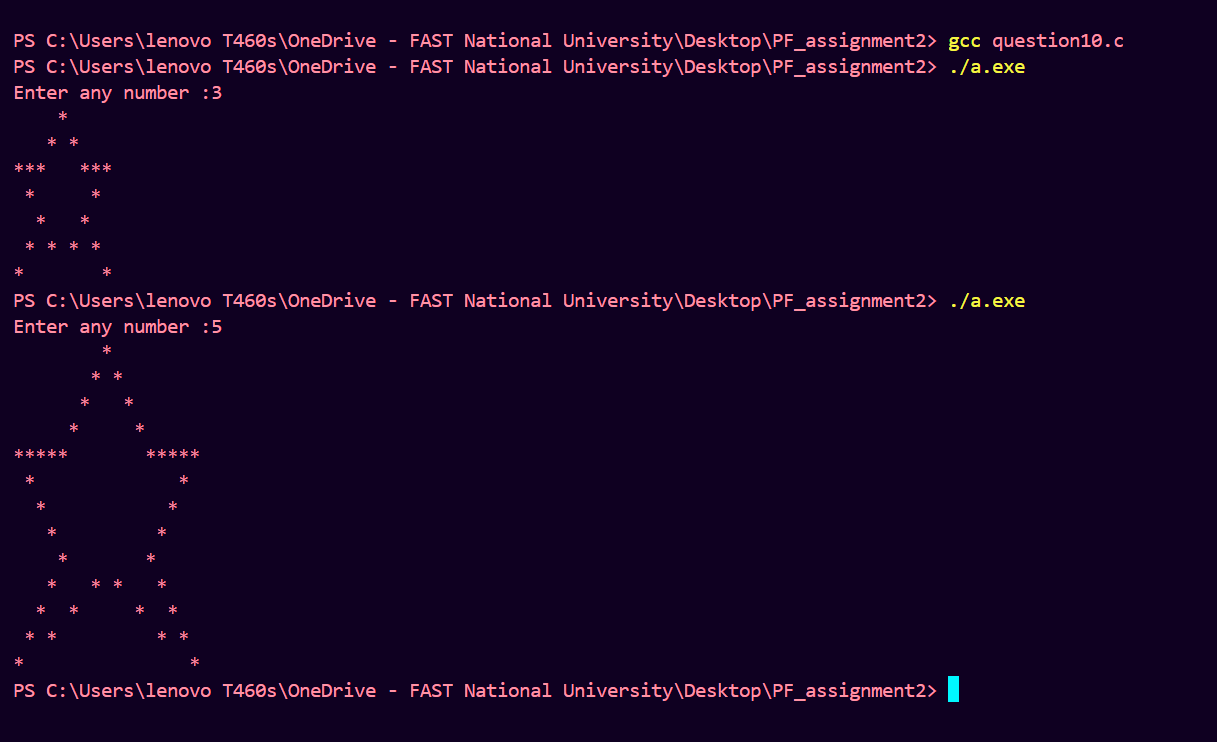 PS C:\Users\lenovo T460s\OneDrive - FAST National University\Desktop\PF_assignment2> gcc question10.c
PS C:\Users\lenovo T460s\OneDrive - FAST National University\Desktop\PF_assignment2> ./a.exe
Enter any number :3
    *
   * *
***   ***
 *     *
  *   *
 * * * *
*       *
PS C:\Users\lenovo T460s\OneDrive - FAST National University\Desktop\PF_assignment2> ./a.exe
Enter any number :5
        *
       * *
      *   *
     *     *
*****       *****
 *             *
  *           *
   *         *
    *       *
   *   * *   *
  *  *     *  *
 * *         * *
*               *
PS C:\Users\lenovo T460s\OneDrive - FAST National University\Desktop\PF_assignment2>